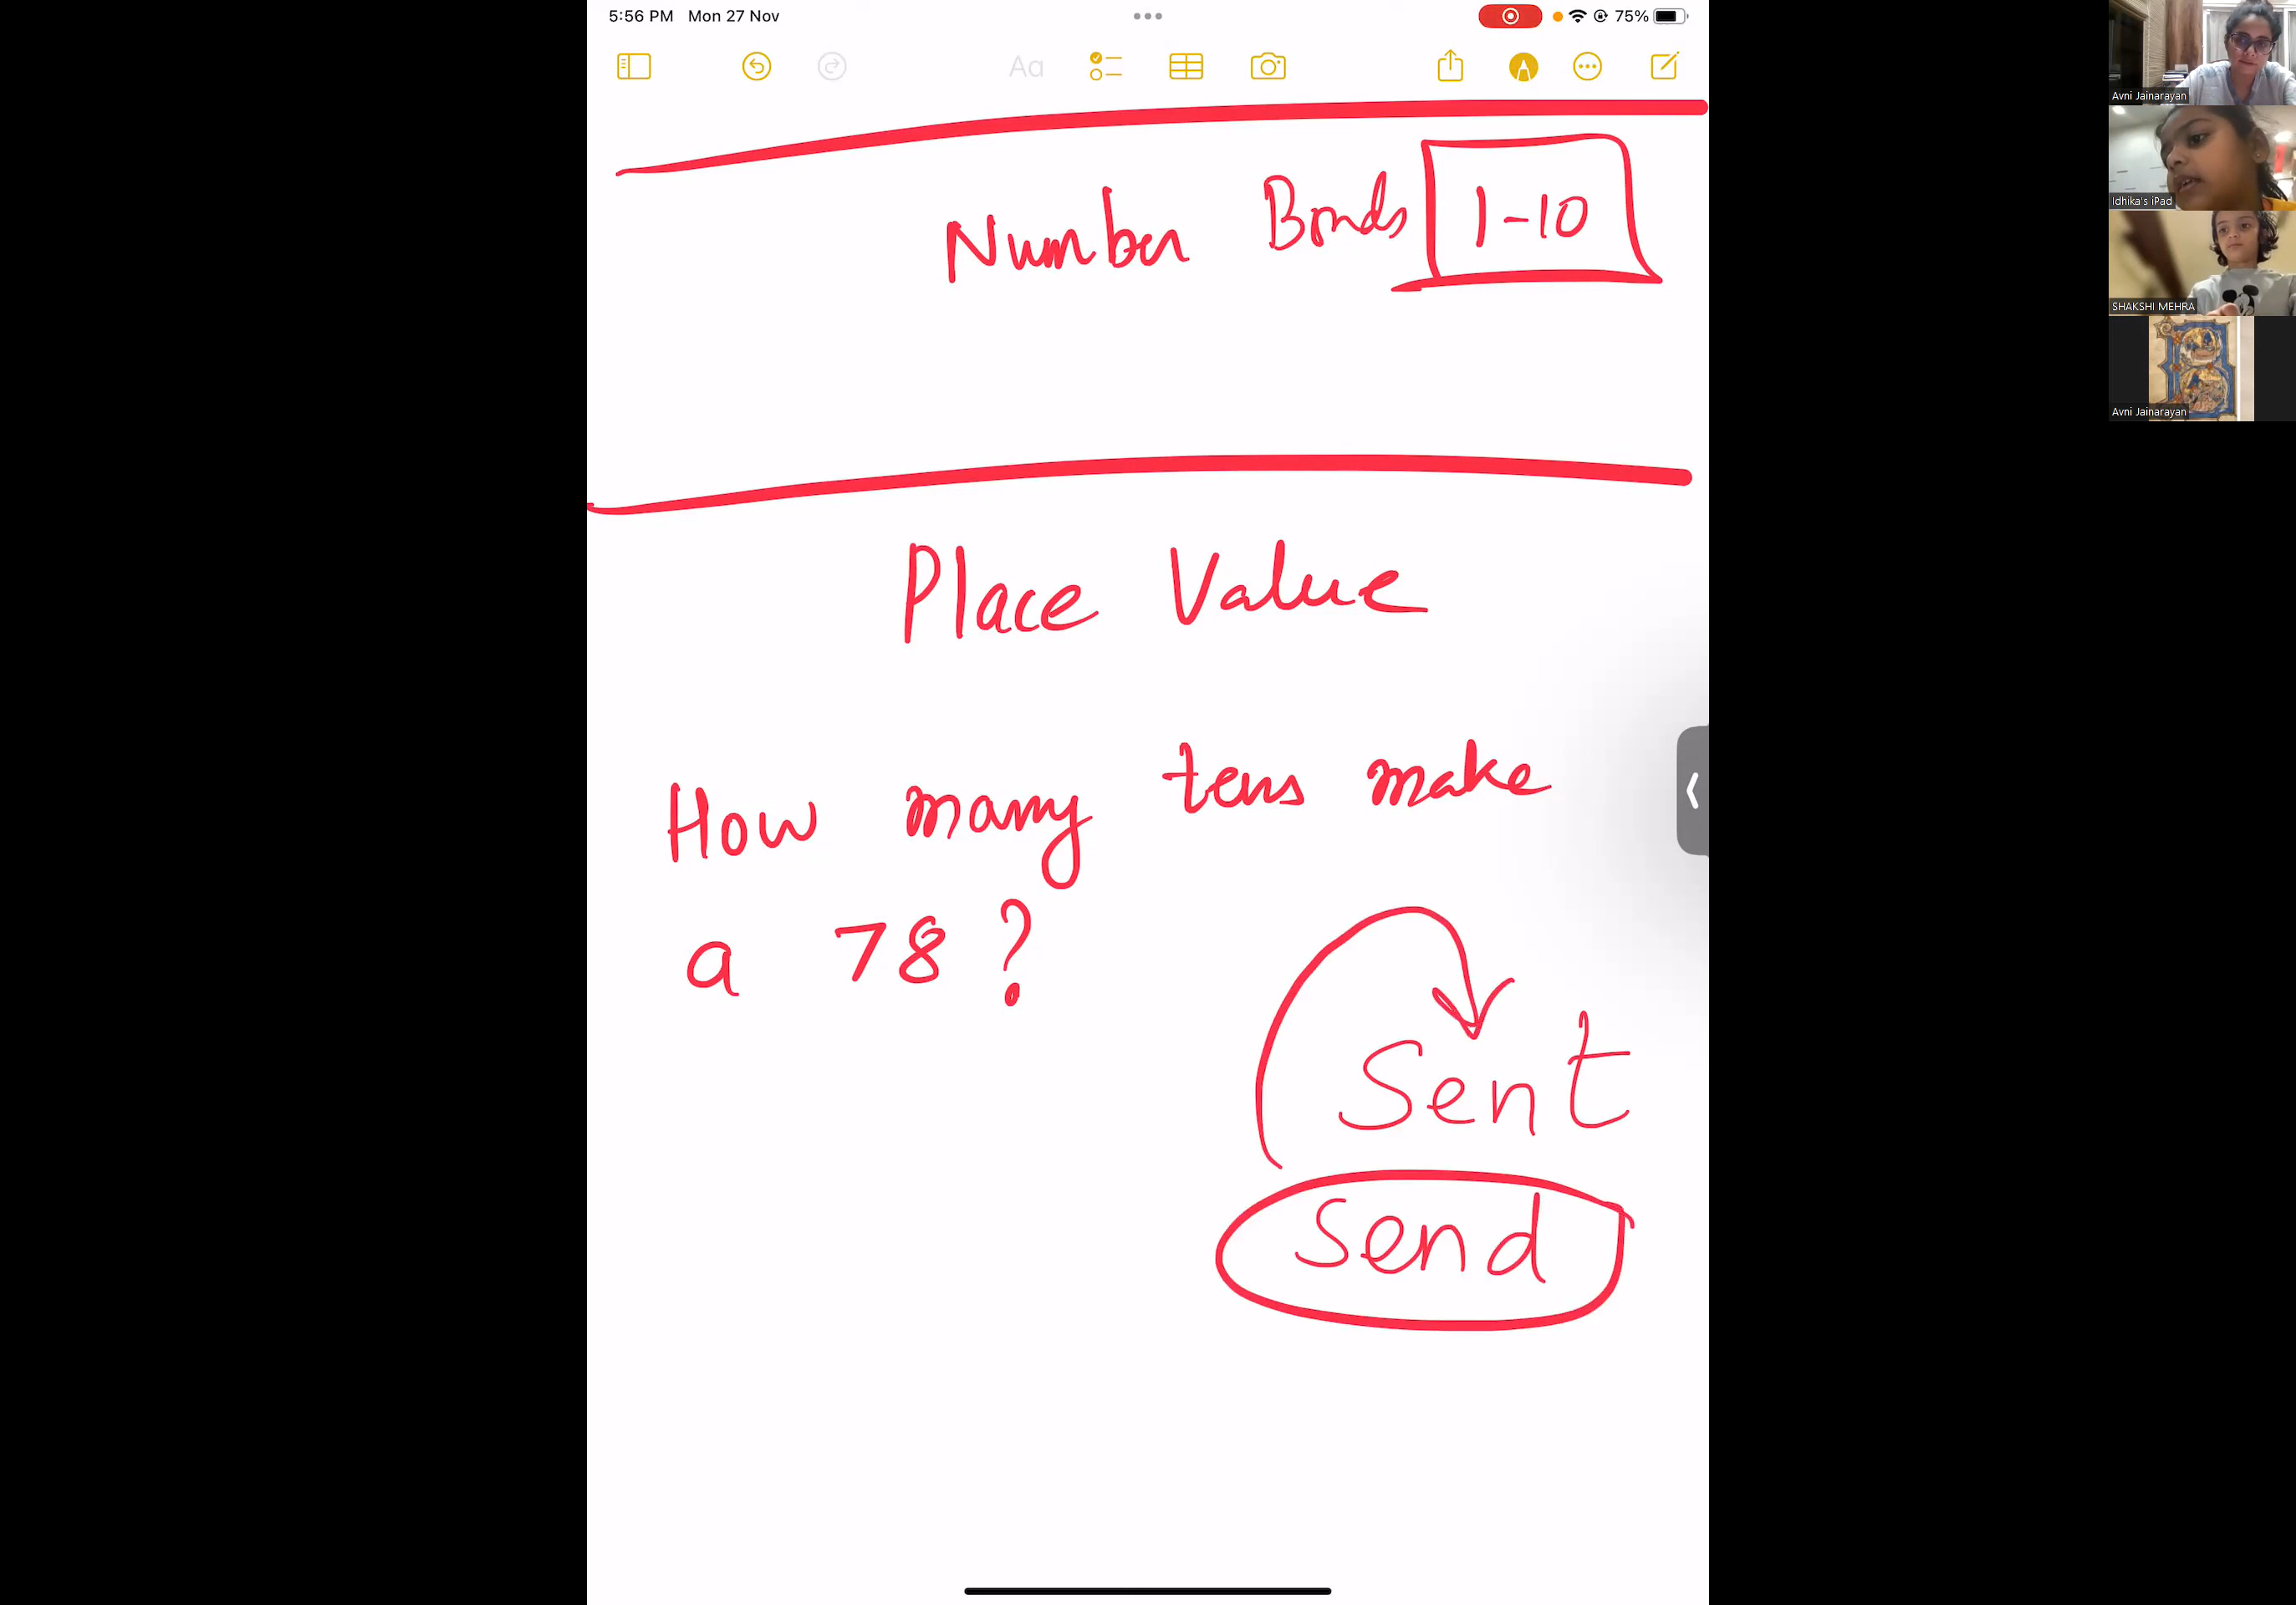 5:56 PM Mon 27 Nov
75%
Aa
Number Bonds 1-10
Place Value
How many tens make
a 78?
Sent
Send
Avni Jainarayan
Idhika's iPad
SHAKSHI MEHRA
Avni Jainarayan